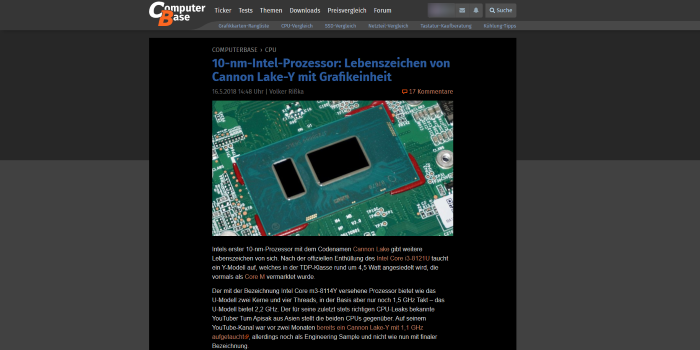 Computer Base
Ticker Tests Themen Downloads Preisvergleich Forum Suche
Grafikkarten-Rangliste CPU-Vergleich SSD-Vergleich Netzteil-Vergleich Tastatur-Kaufberatung Kühlung-Tipps
COMPUTERBASE › CPU
10-nm-Intel-Prozessor: Lebenszeichen von
Cannon Lake-Y mit Grafikeinheit
16.5.2018 14:48 Uhr | Volker Rißka 17 Kommentare
Intels erster 10-nm-Prozessor mit dem Codenamen Cannon Lake gibt weitere
Lebenszeichen von sich. Nach der offiziellen Enthüllung des Intel Core i3-8121U taucht
ein Y-Modell auf, welches in der TDP-Klasse rund um 4,5 Watt angesiedelt wird, die
vormals als Core M vermarktet wurde.
Der mit der Bezeichnung Intel Core m3-8114Y versehene Prozessor bietet wie das
U-Modell zwei Kerne und vier Threads, in der Basis aber nur noch 1,5 GHz Takt – das
U-Modell bietet 2,2 GHz. Der für seine zuletzt stets richtigen CPU-Leaks bekannte
YouTuber Tum Apisak aus Asien stellt die beiden CPUs gegenüber. Auf seinem
YouTube-Kanal war vor zwei Monaten bereits ein Cannon Lake-Y mit 1,1 GHz
aufgetaucht, allerdings noch als Engineering Sample und nicht wie nun mit finaler
Bezeichnung.